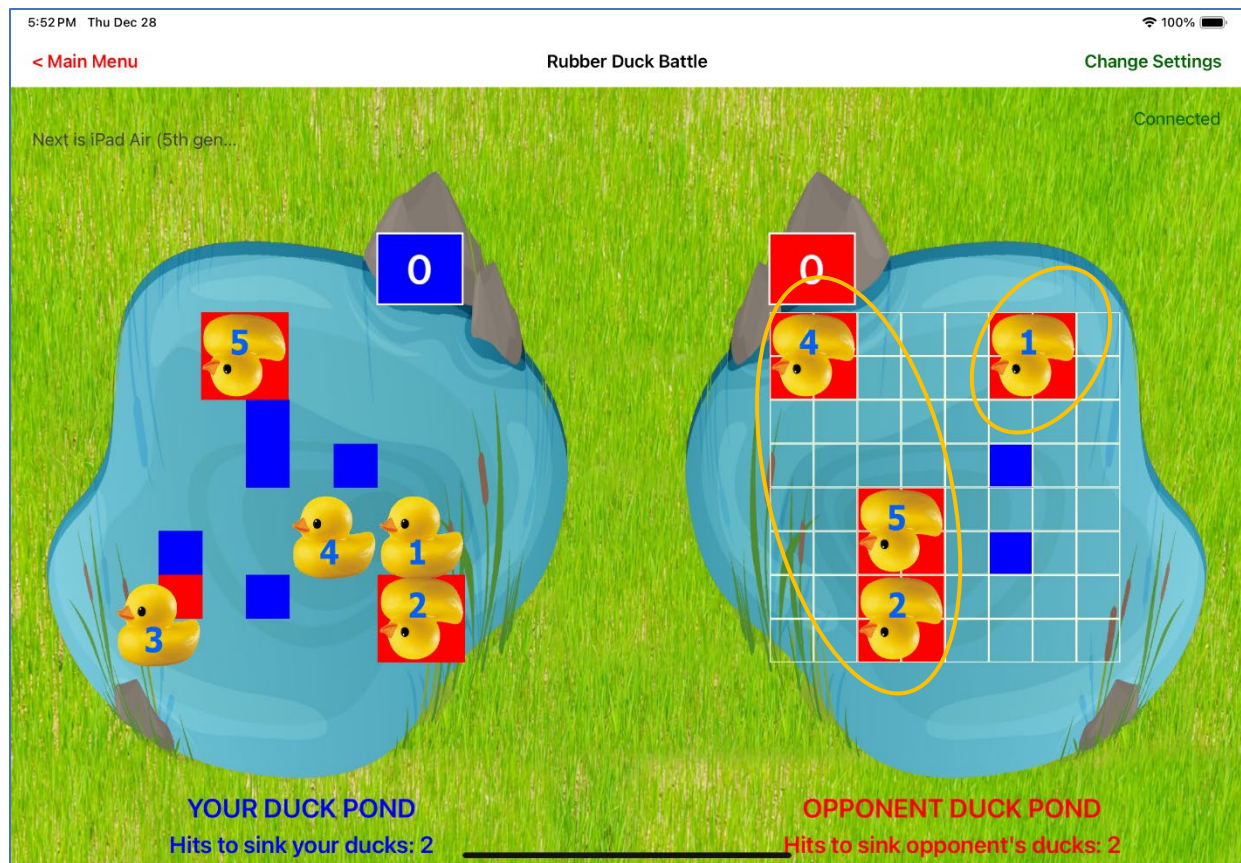 5:52 PM Thu Dec 28 100%
< Main Menu Rubber Duck Battle Change Settings
Connected
Next is iPad Air (5th gen...
0 0
5 4 1
4 1 5
2 2
3
YOUR DUCK POND OPPONENT DUCK POND
Hits to sink your ducks: 2 Hits to sink opponent's ducks: 2